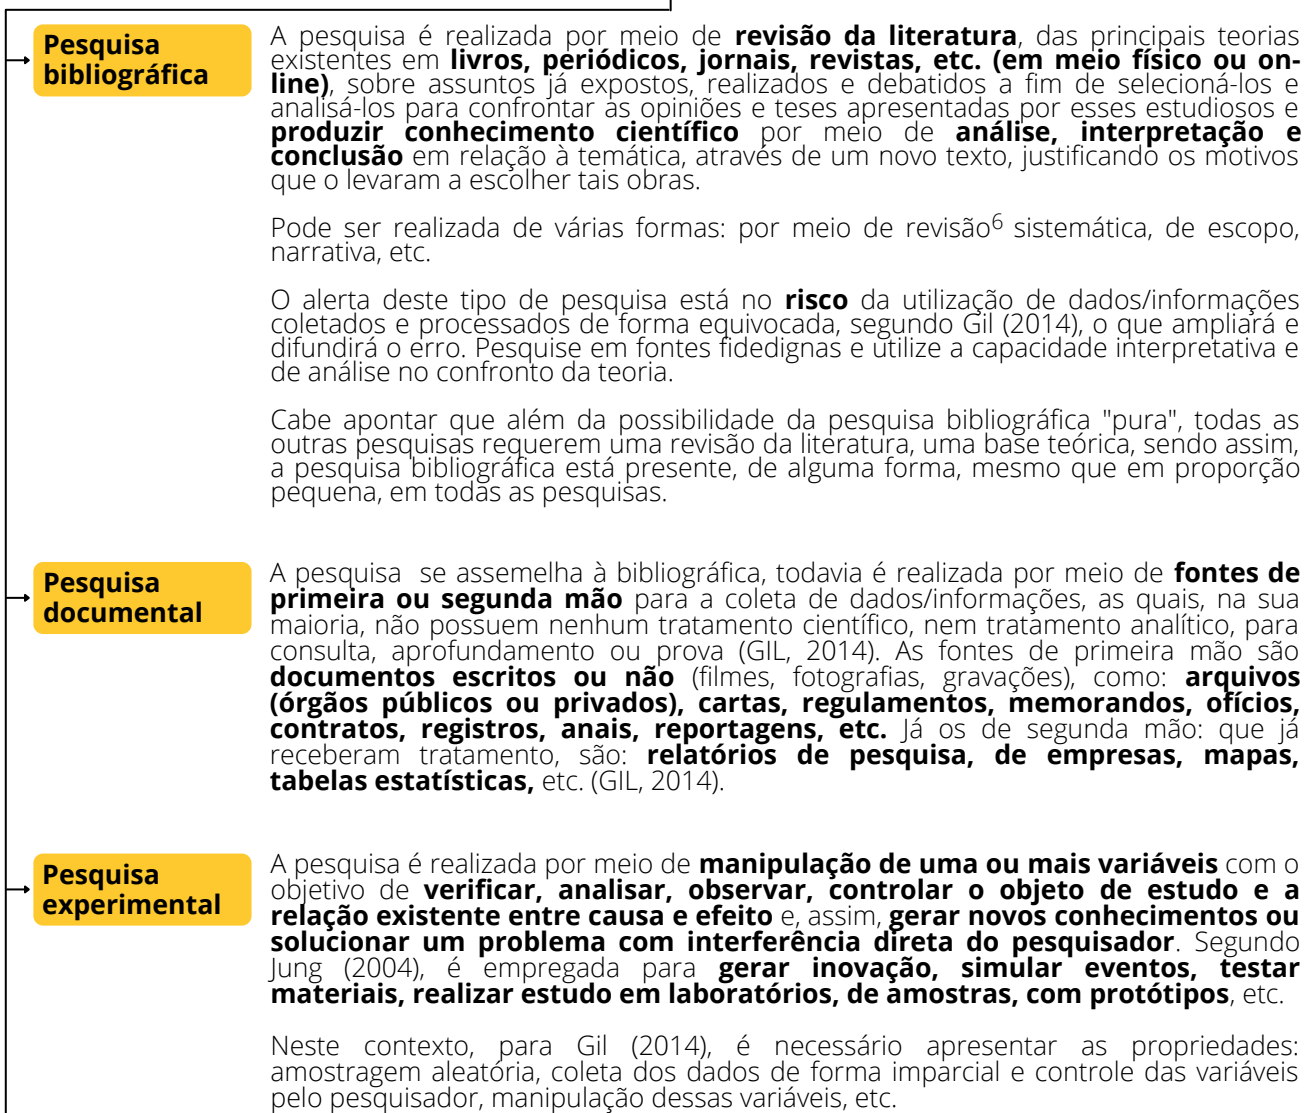 Pesquisa
bibliográfica
A pesquisa é realizada por meio de revisão da literatura, das principais teorias
existentes em livros, periódicos, jornais, revistas, etc. (em meio físico ou on-
line), sobre assuntos já expostos, realizados e debatidos a fim de selecioná-los e
analisá-los para confrontar as opiniões e teses apresentadas por esses estudiosos e
produzir conhecimento científico por meio de análise, interpretação e
conclusão em relação à temática, através de um novo texto, justificando os motivos
que o levaram a escolher tais obras.
Pode ser realizada de várias formas: por meio de revisão⁶ sistemática, de escopo,
narrativa, etc.
O alerta deste tipo de pesquisa está no risco da utilização de dados/informações
coletados e processados de forma equivocada, segundo Gil (2014), o que ampliará e
difundirá o erro. Pesquise em fontes fidedignas e utilize a capacidade interpretativa e
de análise no confronto da teoria.
Cabe apontar que além da possibilidade da pesquisa bibliográfica "pura", todas as
outras pesquisas requerem uma revisão da literatura, uma base teórica, sendo assim,
a pesquisa bibliográfica está presente, de alguma forma, mesmo que em proporção
pequena, em todas as pesquisas.
Pesquisa
documental
A pesquisa se assemelha à bibliográfica, todavia é realizada por meio de fontes de
primeira ou segunda mão para a coleta de dados/informações, as quais, na sua
maioria, não possuem nenhum tratamento científico, nem tratamento analítico, para
consulta, aprofundamento ou prova (GIL, 2014). As fontes de primeira mão são
documentos escritos ou não (filmes, fotografias, gravações), como: arquivos
(órgãos públicos ou privados), cartas, regulamentos, memorandos, ofícios,
contratos, registros, anais, reportagens, etc. Já os de segunda mão: que já
receberam tratamento, são: relatórios de pesquisa, de empresas, mapas,
tabelas estatísticas, etc. (GIL, 2014).
Pesquisa
experimental
A pesquisa é realizada por meio de manipulação de uma ou mais variáveis com o
objetivo de verificar, analisar, observar, controlar o objeto de estudo e a
relação existente entre causa e efeito e, assim, gerar novos conhecimentos ou
solucionar um problema com interferência direta do pesquisador. Segundo
Jung (2004), é empregada para gerar inovação, simular eventos, testar
materiais, realizar estudo em laboratórios, de amostras, com protótipos, etc.
Neste contexto, para Gil (2014), é necessário apresentar as propriedades:
amostragem aleatória, coleta dos dados de forma imparcial e controle das variáveis
pelo pesquisador, manipulação dessas variáveis, etc.